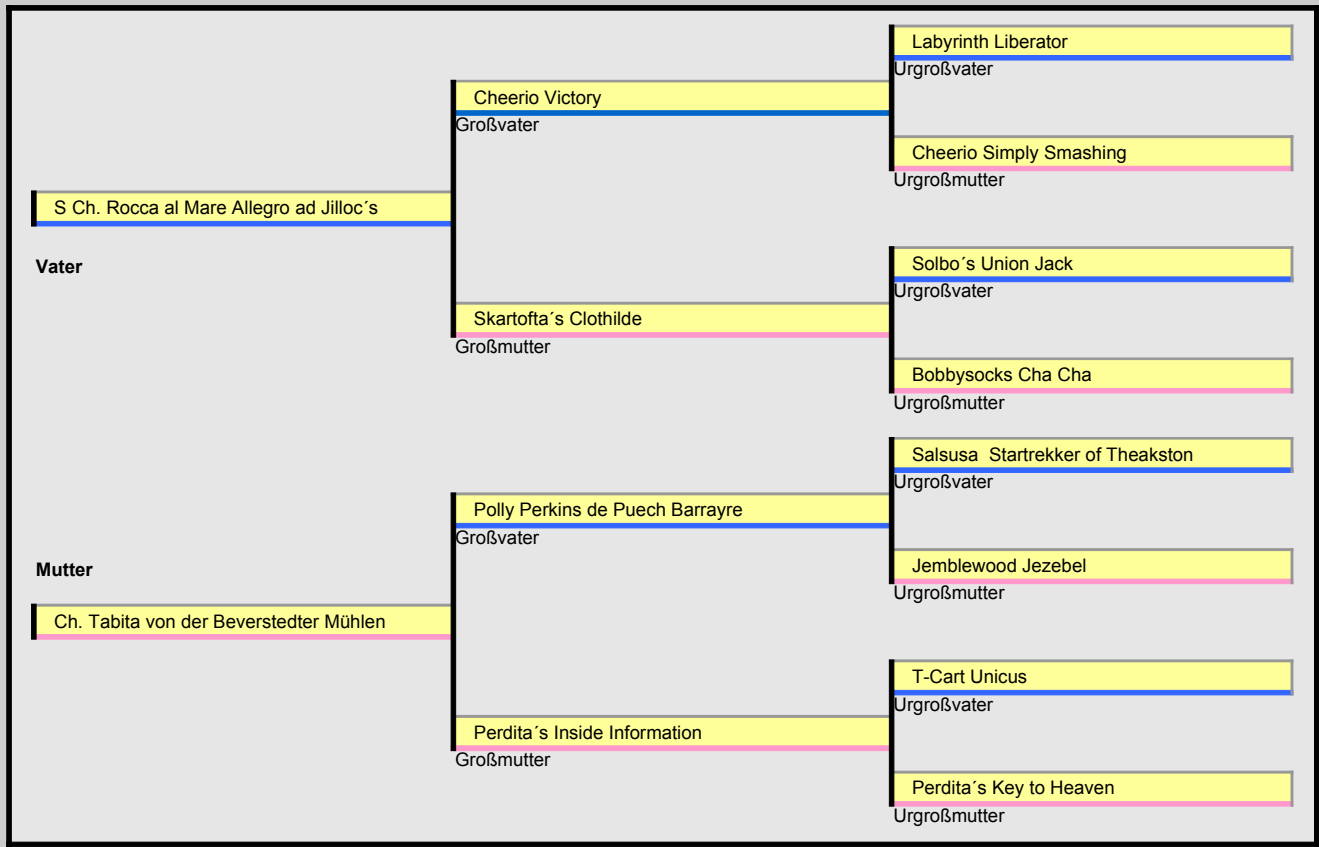 Labyrinth Liberator
Urgroßvater
Cheerio Victory
Großvater
Cheerio Simply Smashing
Urgroßmutter
S Ch. Rocca al Mare Allegro ad Jilloc´s
Vater
Solbo´s Union Jack
Urgroßvater
Skartofta´s Clothilde
Großmutter
Bobbysocks Cha Cha
Urgroßmutter
Salsusa  Startrekker of Theakston
Urgroßvater
Polly Perkins de Puech Barrayre
Großvater
Mutter
Jemblewood Jezebel
Urgroßmutter
Ch. Tabita von der Beverstedter Mühlen
T-Cart Unicus
Urgroßvater
Perdita´s Inside Information
Großmutter
Perdita´s Key to Heaven
Urgroßmutter